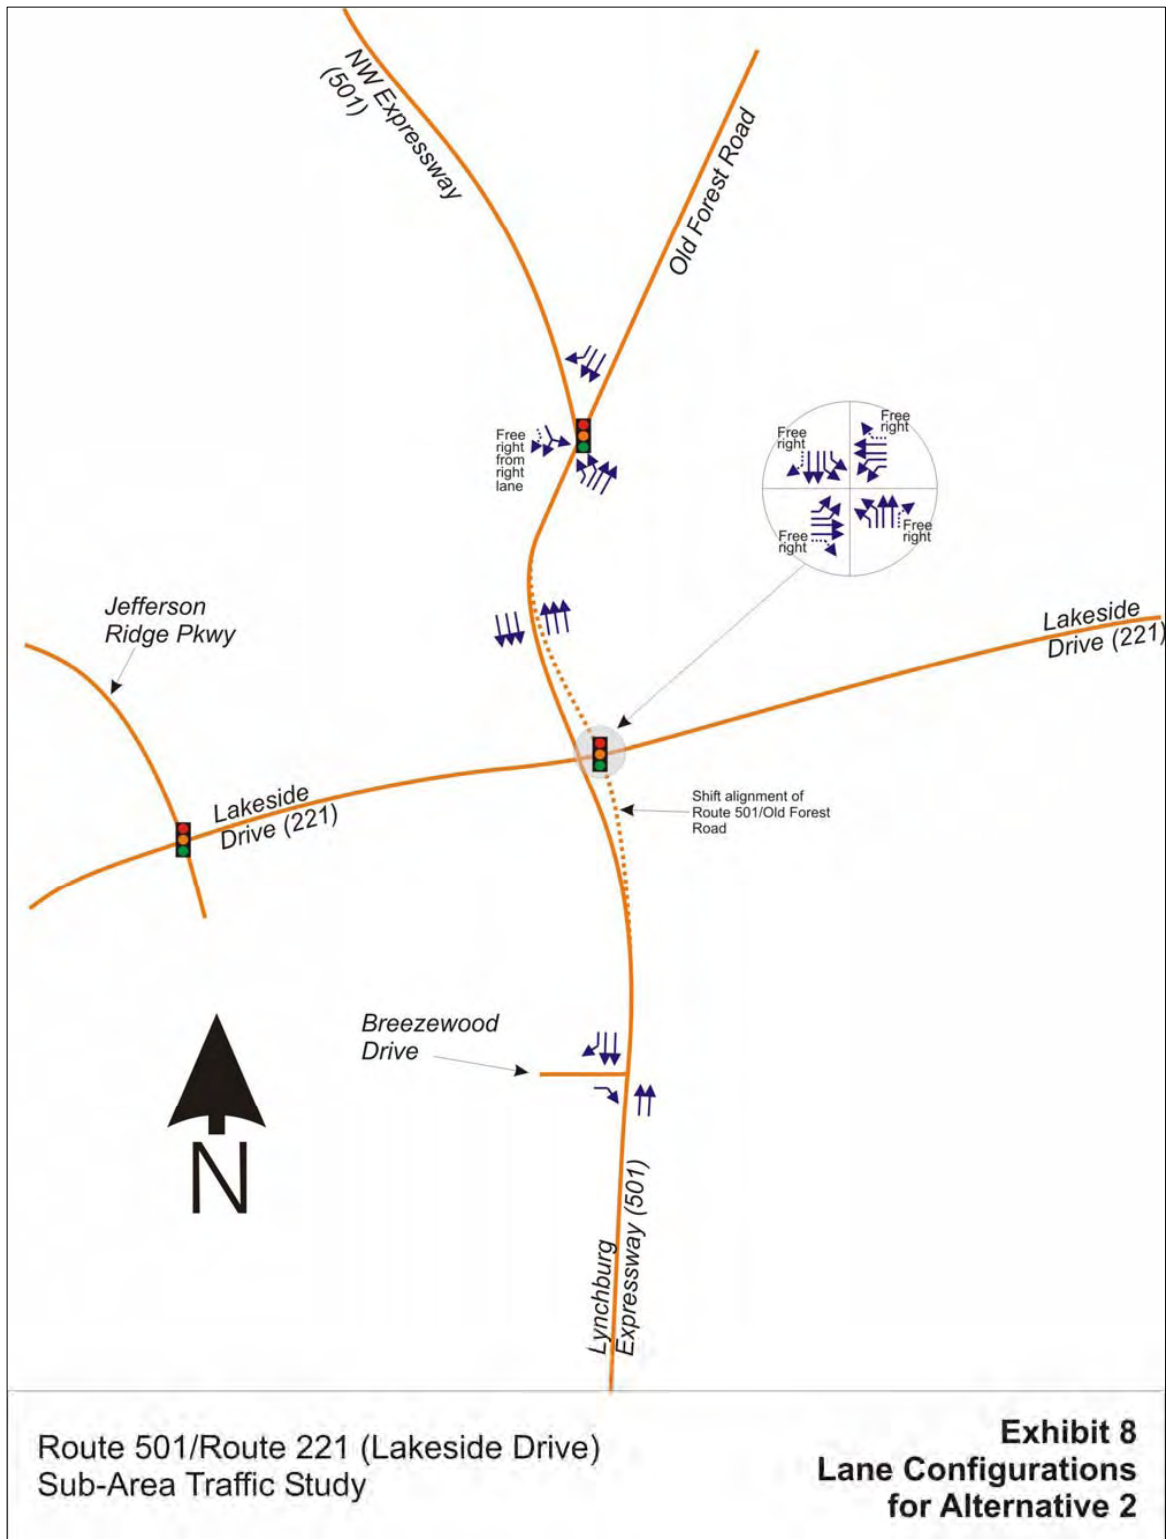 NW Expressway
(501)
Old Forest Road
Free
right
from
right
lane
Free
right
Free
right
Free
right
Free
right
Jefferson
Ridge Pkwy
Lakeside
Drive (221)
Lakeside
Drive (221)
Shift alignment of
Route 501/Old Forest
Road
Breezewood
Drive
N
Lynchburg
Expressway (501)
Route 501/Route 221 (Lakeside Drive)
Sub-Area Traffic Study
Exhibit 8
Lane Configurations
for Alternative 2